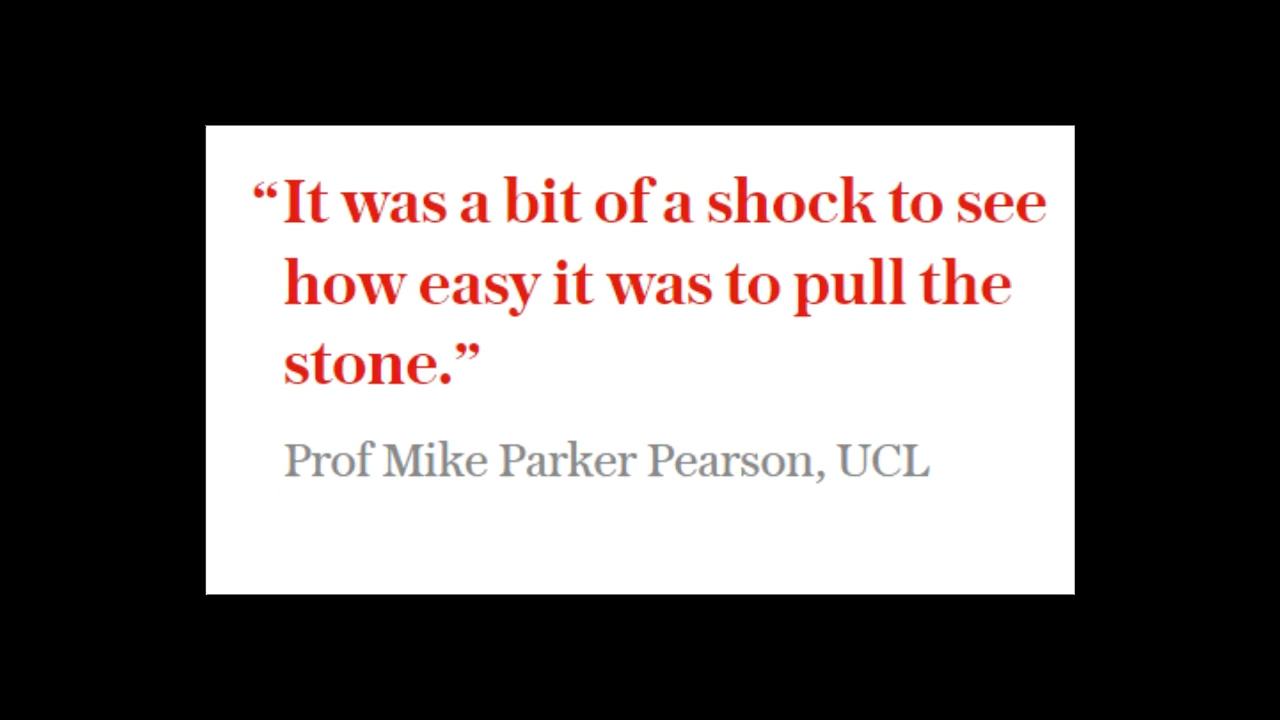 “It was a bit of a shock to see
how easy it was to pull the
stone.”
Prof Mike Parker Pearson, UCL